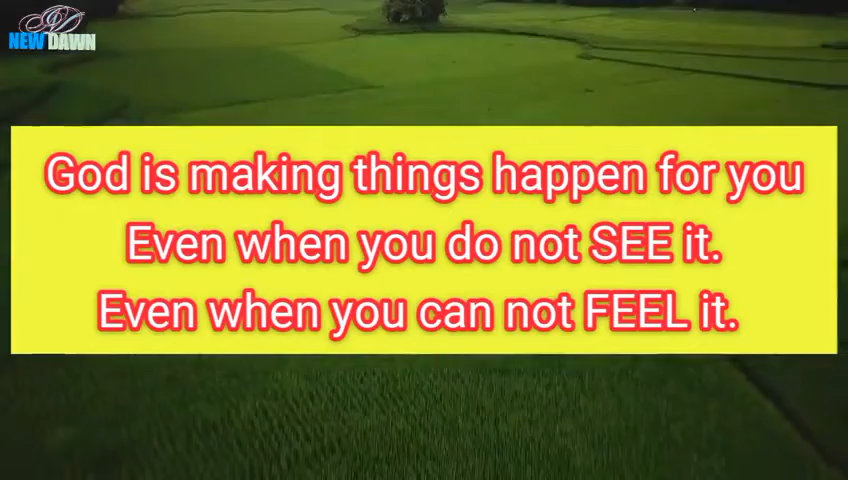 NEW DAWN
God is making things happen for you
Even when you do not SEE it.
Even when you can not FEEL it.